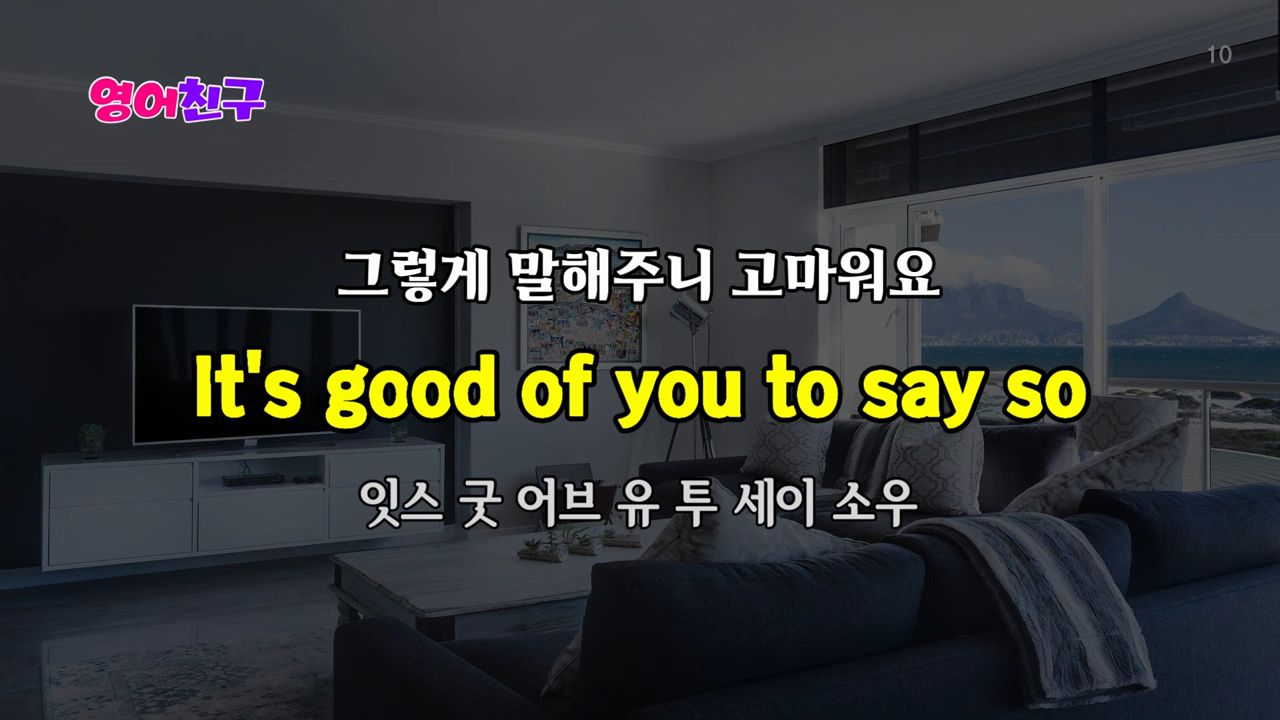 10
영어친구
그렇게 말해주니 고마워요
It's good of you to say so
잇스 굿 어브 유 투 세이 소우